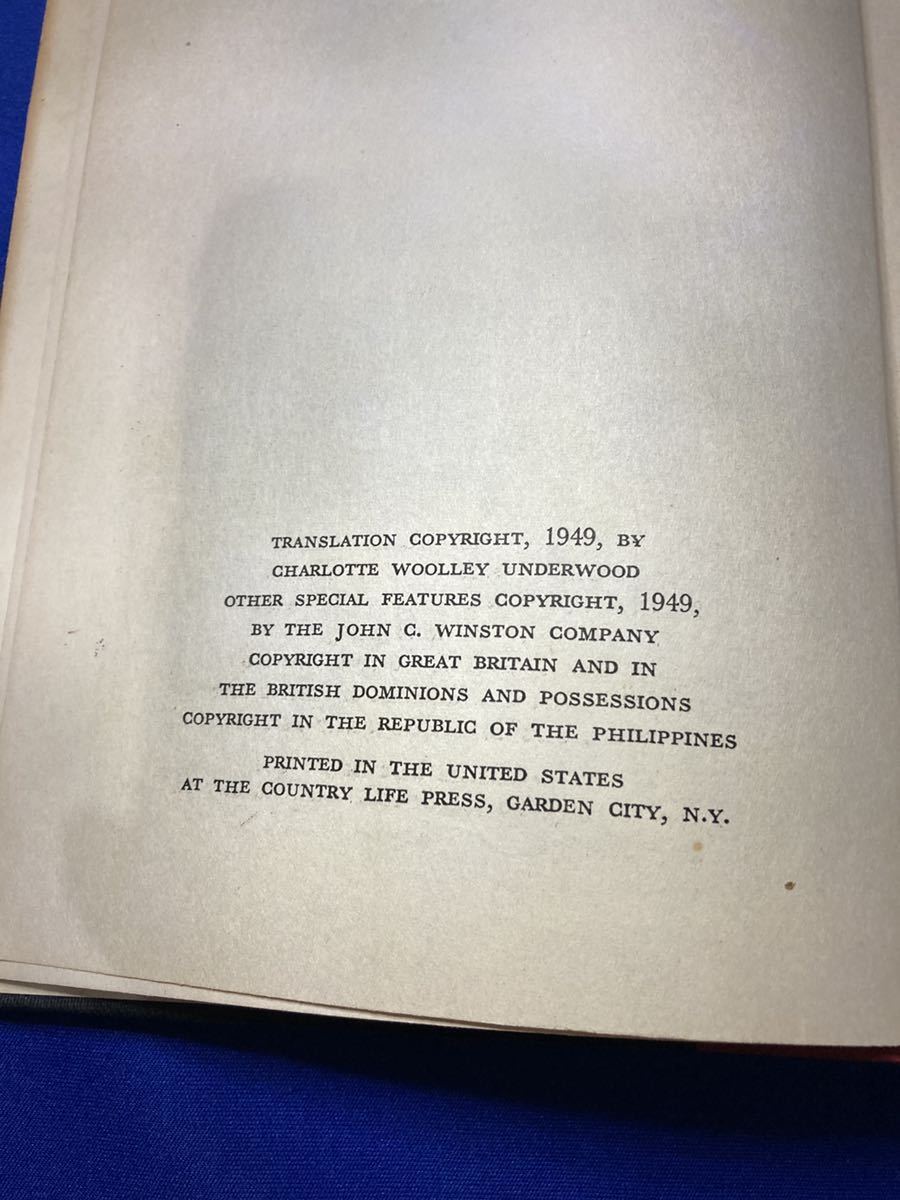 TRANSLATION COPYRIGHT, 1949, BY
CHARLOTTE WOOLLEY UNDERWOOD
OTHER SPECIAL FEATURES COPYRIGHT, 1949,
BY THE JOHN C. WINSTON COMPANY
COPYRIGHT IN GREAT BRITAIN AND IN
THE BRITISH DOMINIONS AND POSSESSIONS
COPYRIGHT IN THE REPUBLIC OF THE PHILIPPINES
PRINTED IN THE UNITED STATES
AT THE COUNTRY LIFE PRESS, GARDEN CITY, N.Y.